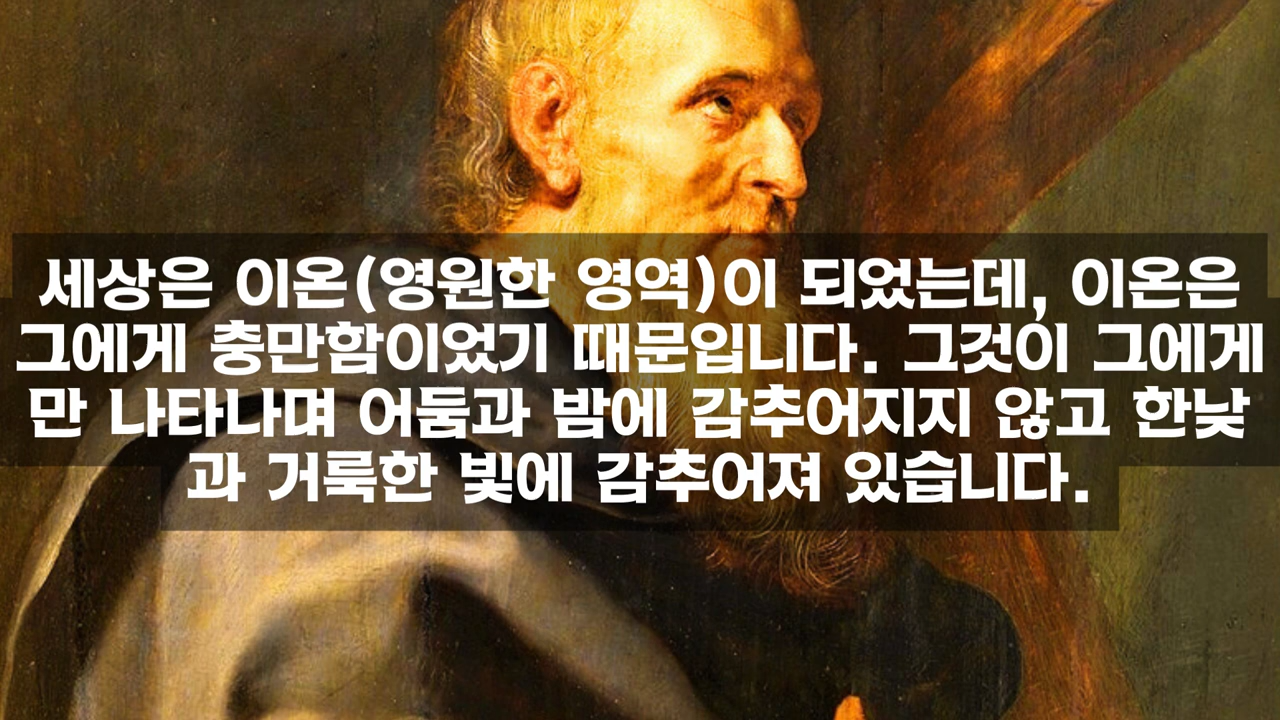 세상은 이온(영원한 영역)이 되었는데, 이온은
그에게 충만함이었기 때문입니다. 그것이 그에게
만 나타나며 어둠과 밤에 감추어지지 않고 한낮
과 거룩한 빛에 감추어져 있습니다.